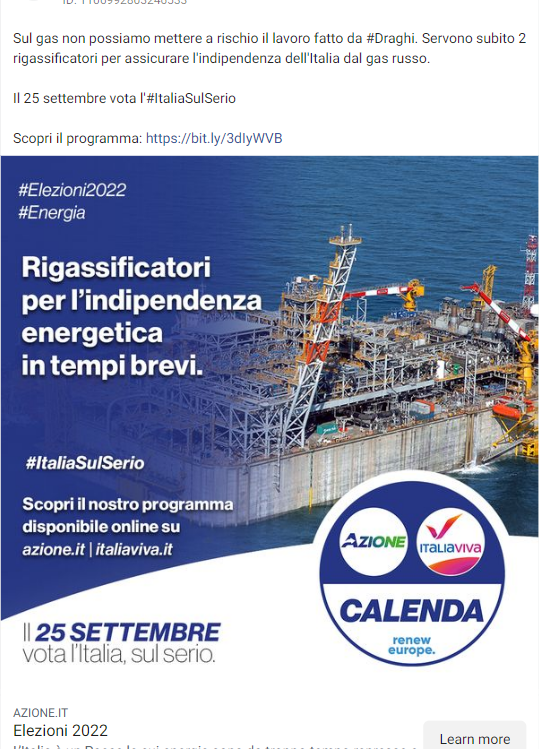 Sul gas non possiamo mettere a rischio il lavoro fatto da #Draghi. Servono subito 2
rigassificatori per assicurare l'indipendenza dell'Italia dal gas russo.
Il 25 settembre vota l'#ItaliaSulSerio
Scopri il programma: https://bit.ly/3dIyWVB
#Elezioni2022
#Energia
Rigassificatori
per l'indipendenza
energetica
in tempi brevi.
#ItaliaSulSerio
Scopri il nostro programma
disponibile online su
azione.it | italiaviva.it
AZIONE
ITALIAVIVA
CALENDA
renew
europe.
Il 25 SETTEMBRE
vota l'Italia, sul serio.
AZIONE.IT
Elezioni 2022
Learn more